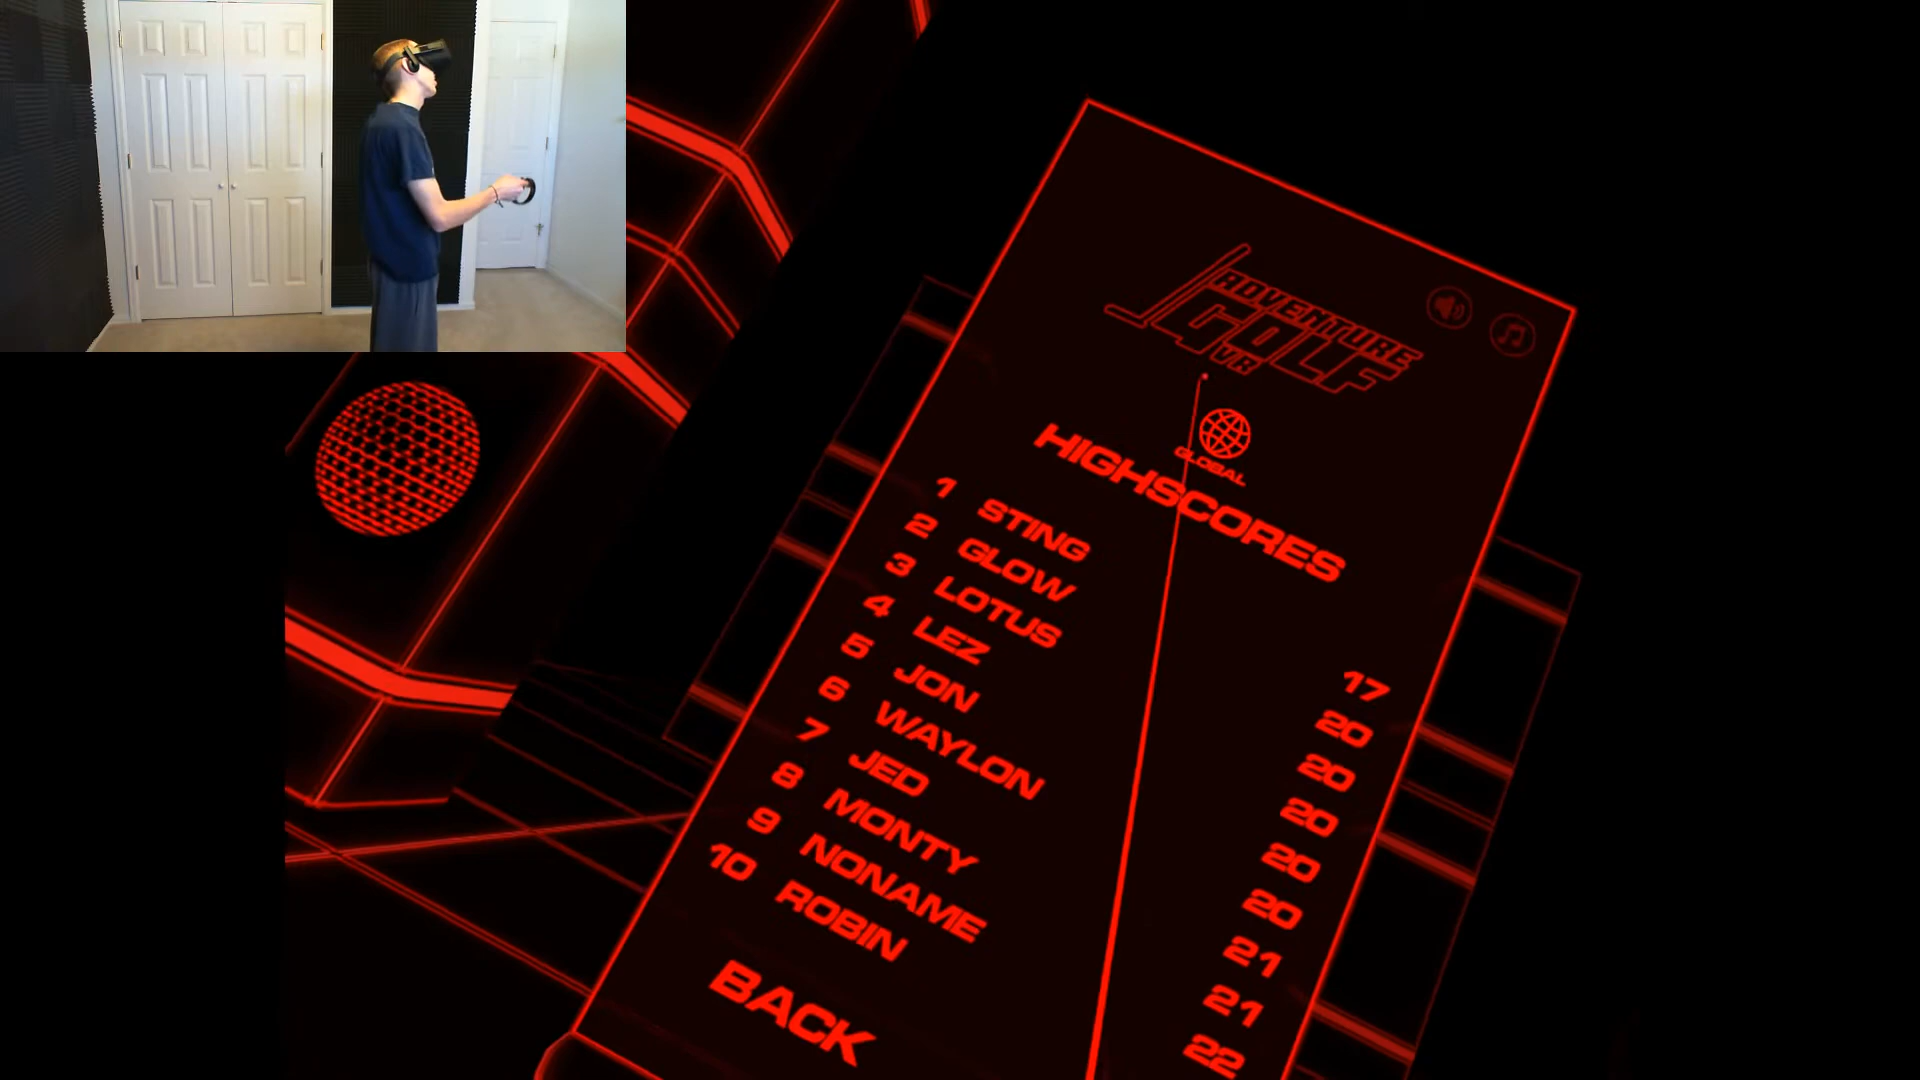 ADVENTURE
GOLF
VR
GLOBAL
HIGHSCORES
1 STING 17
2 GLOW 20
3 LOTUS 20
4 LEZ 20
5 JON 20
6 WAYLON 20
7 JED 21
8 MONTY 21
9 NONAME 22
10 ROBIN
BACK